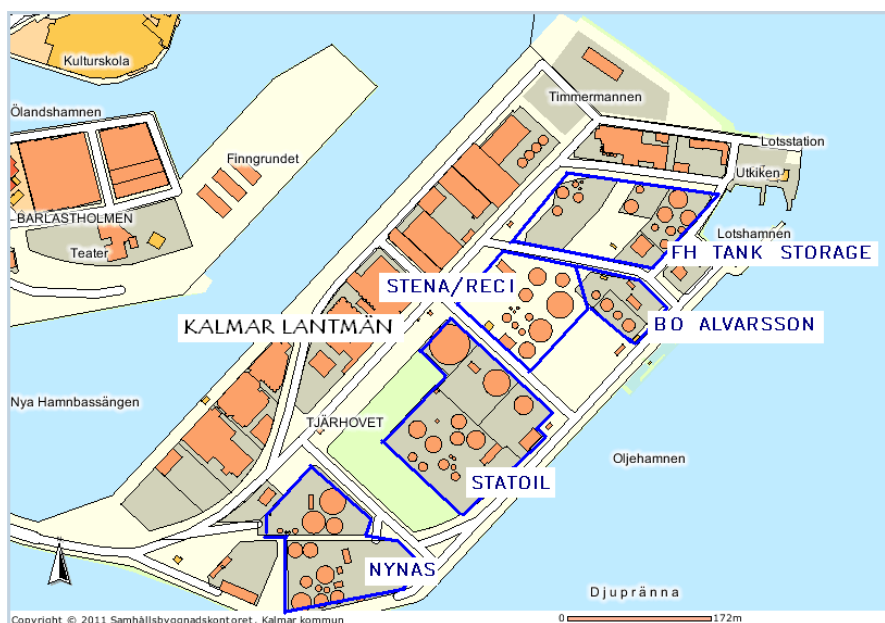 Kulturskola
Timmermannen
Ölandshamnen
Lotsstation
Finngrundet
Utkiken
BARLASTHOLMEN
Lotshamnen
Teater
FH TANK STORAGE
STENA/RECI
KALMAR LANTMÄN
BO ALVARSSON
Nya Hamnbassängen
TJÄRHOVET
Oljehamnen
STATOIL
NYNAS
Djupränna
Copyright © 2011 Samhällsbyggnadskontoret, Kalmar kommun
0 172m